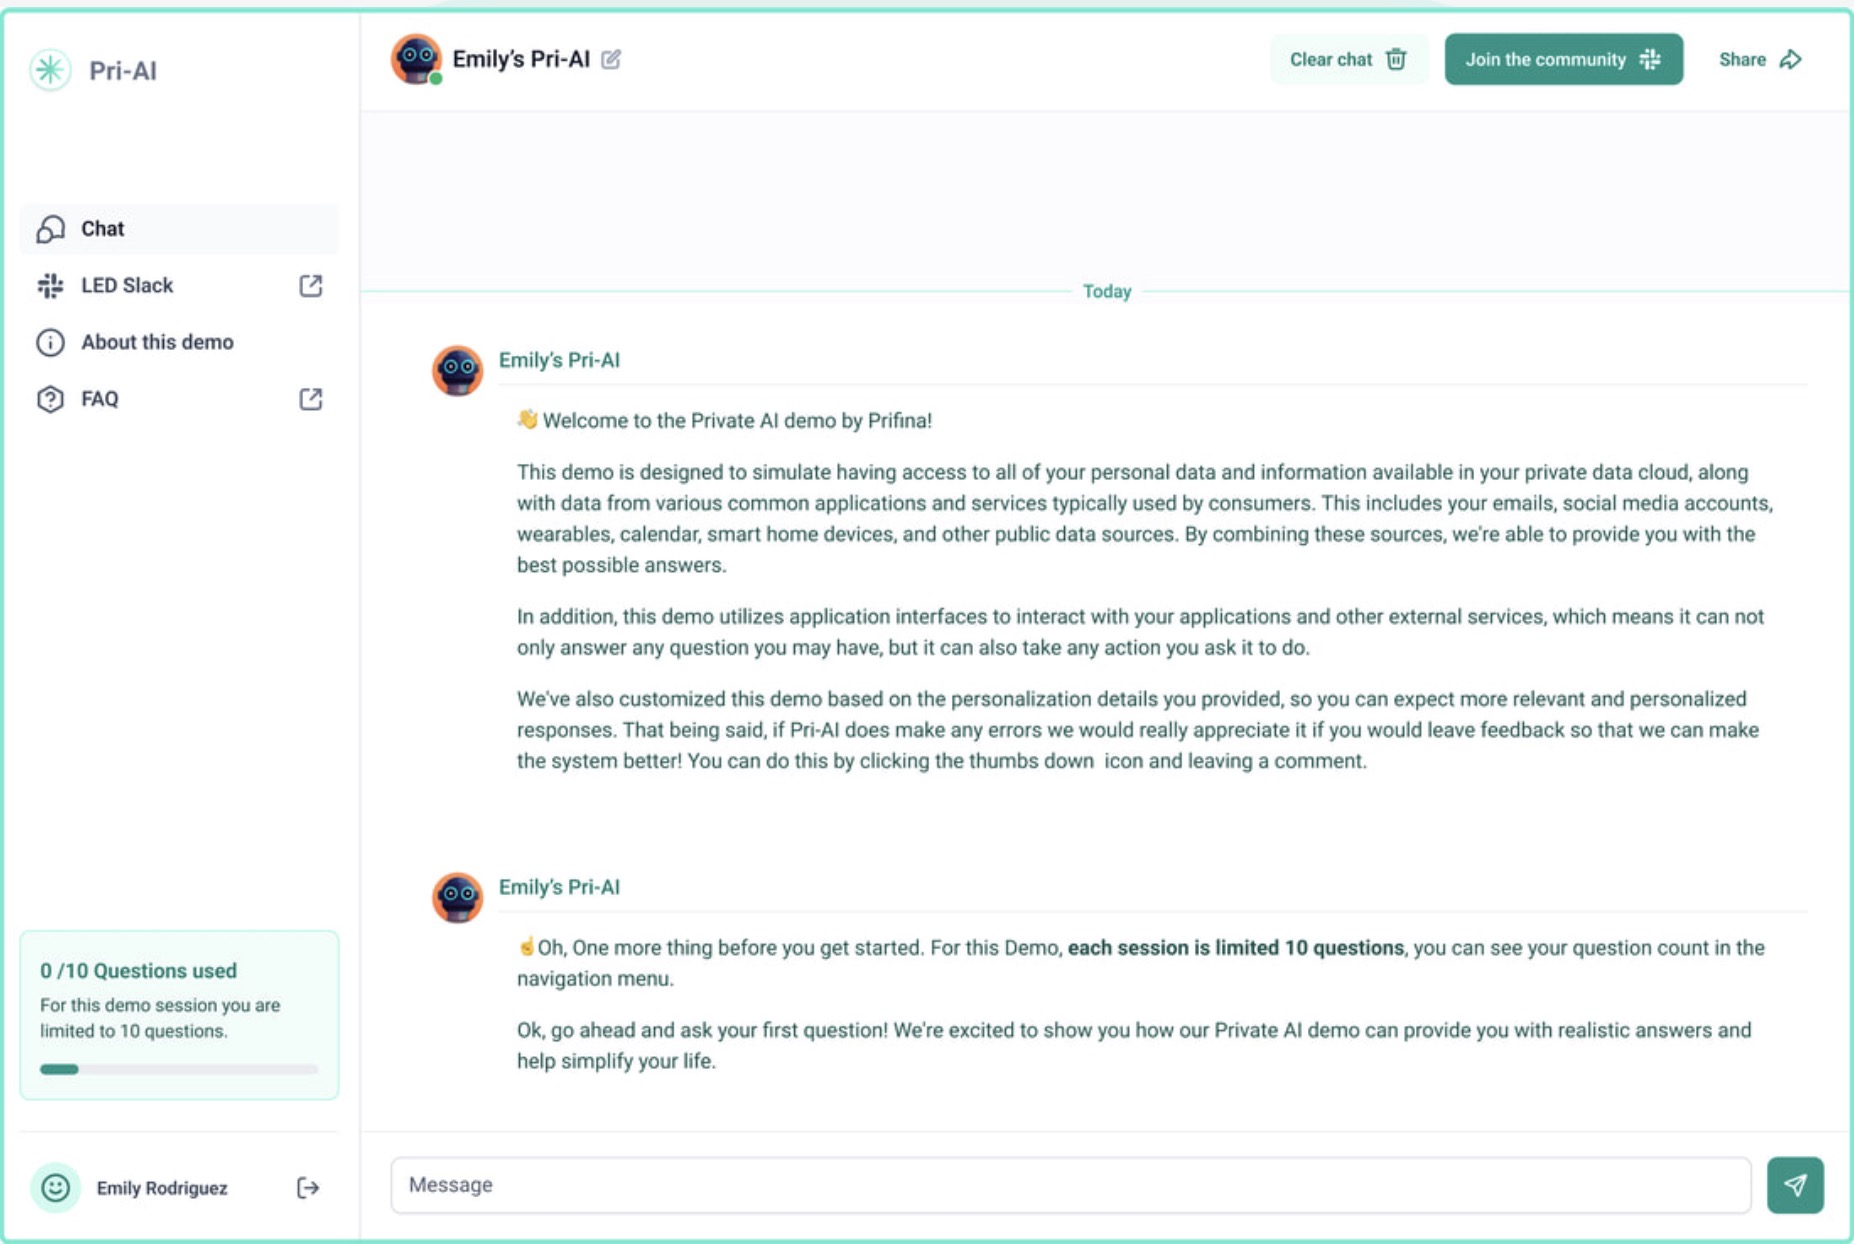 Pri-AI
Chat
LED Slack
About this demo
FAQ
0 /10 Questions used
For this demo session you are
limited to 10 questions.
Emily Rodriguez
Emily’s Pri-AI
Clear chat
Join the community
Share
Today
Emily’s Pri-AI
👋 Welcome to the Private AI demo by Prifina!
This demo is designed to simulate having access to all of your personal data and information available in your private data cloud, along
with data from various common applications and services typically used by consumers. This includes your emails, social media accounts,
wearables, calendar, smart home devices, and other public data sources. By combining these sources, we're able to provide you with the
best possible answers.
In addition, this demo utilizes application interfaces to interact with your applications and other external services, which means it can not
only answer any question you may have, but it can also take any action you ask it to do.
We've also customized this demo based on the personalization details you provided, so you can expect more relevant and personalized
responses. That being said, if Pri-AI does make any errors we would really appreciate it if you would leave feedback so that we can make
the system better! You can do this by clicking the thumbs down  icon and leaving a comment.
Emily’s Pri-AI
☝Oh, One more thing before you get started. For this Demo, each session is limited 10 questions, you can see your question count in the
navigation menu.
Ok, go ahead and ask your first question! We're excited to show you how our Private AI demo can provide you with realistic answers and
help simplify your life.
Message